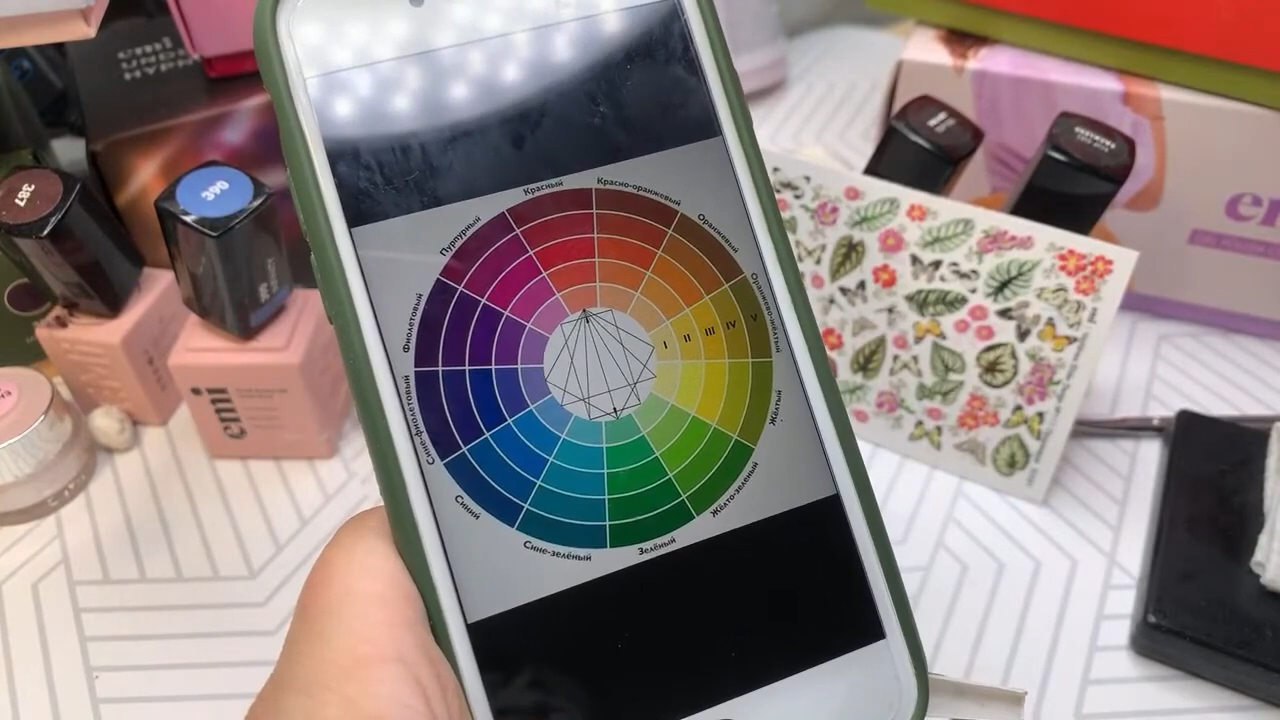 387
390
emi
Красный
Красно-оранжевый
Оранжевый
Оранжево-жёлтый
Жёлтый
Жёлто-зелёный
Зелёный
Сине-зелёный
Синий
Сине-фиолетовый
Фиолетовый
Пурпурный
I II III IV V